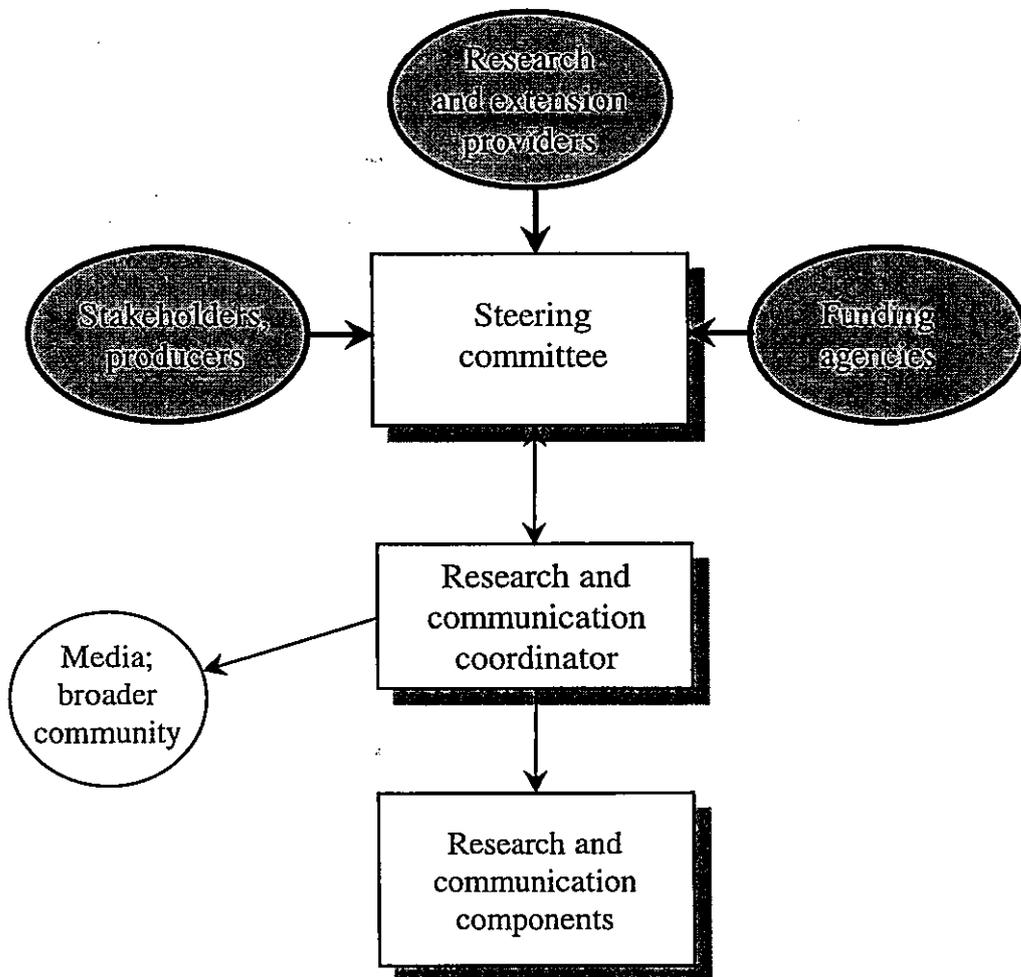 Research
and extension
providers
Stakeholders,
producers
Steering
committee
Funding
agencies
Research and
communication
coordinator
Media;
broader
community
Research and
communication
components